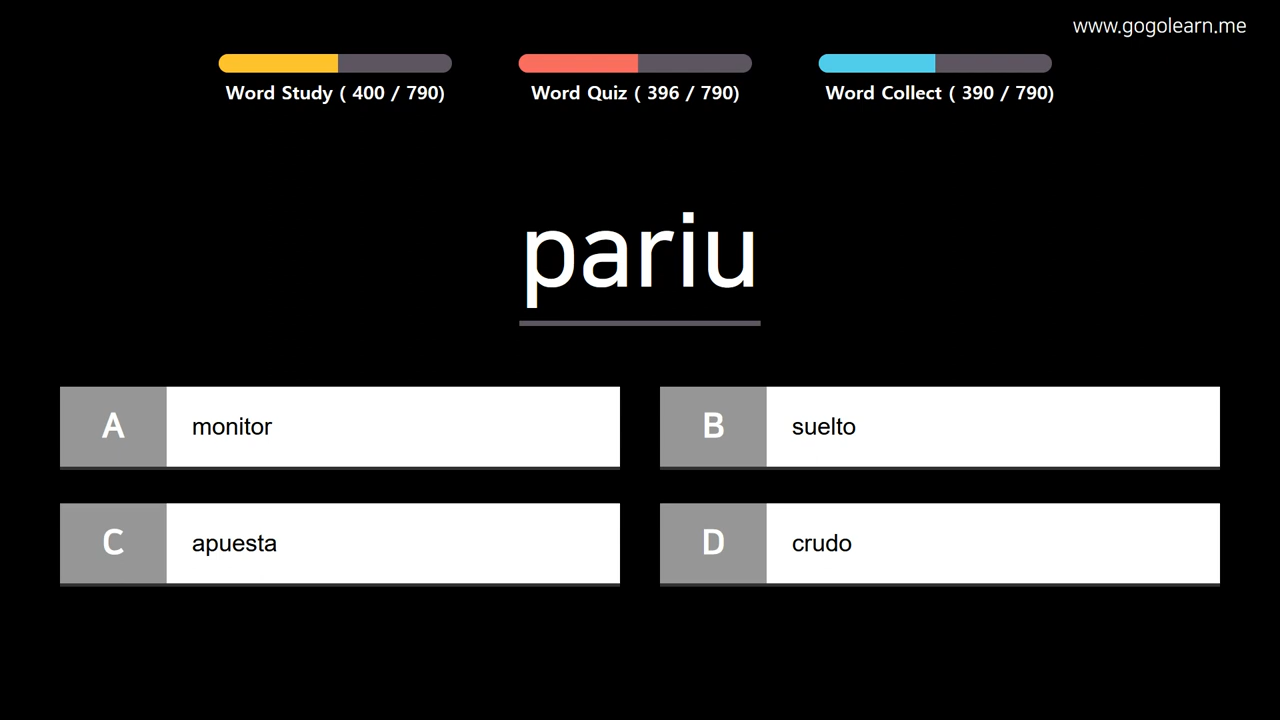 www.gogolearn.me
Word Study ( 400 / 790)
Word Quiz ( 396 / 790)
Word Collect ( 390 / 790)
pariu
A monitor
B suelto
C apuesta
D crudo